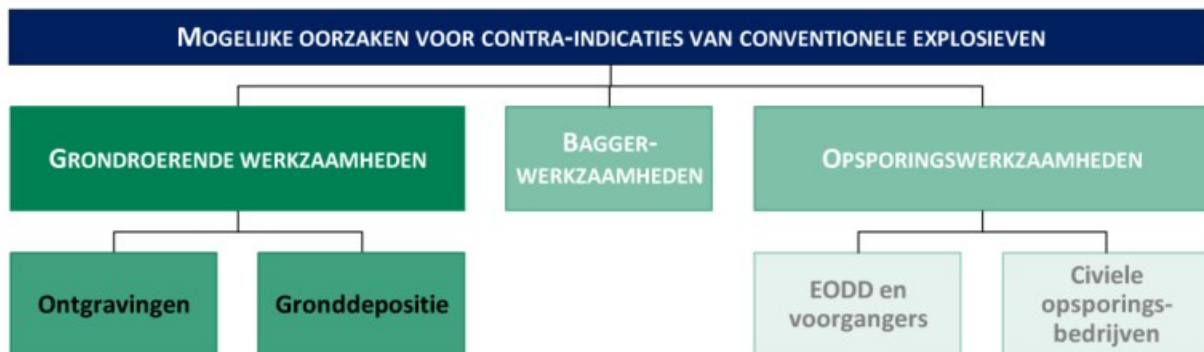 MOGELIJKE OORZAKEN VOOR CONTRA-INDICATIES VAN CONVENTIONELE EXPLOSIEVEN
GRONDROERENDE WERKZAAMHEDEN
BAGGER-
WERKZAAMHEDEN
OPSPORINGSWERKZAAMHEDEN
Ontgravingen
Gronddepositie
EODD en
voorgangers
Civiele
opsporings-
bedrijven